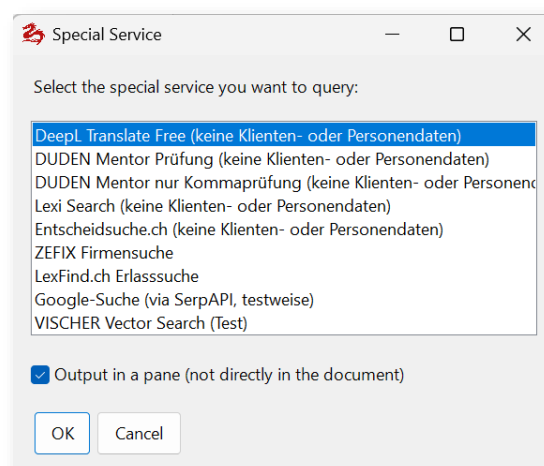 Special Service
Select the special service you want to query:
DeepL Translate Free (keine Klienten- oder Personendaten)
DUDEN Mentor Prüfung (keine Klienten- oder Personendaten)
DUDEN Mentor nur Kommaprüfung (keine Klienten- oder Personenc
Lexi Search (keine Klienten- oder Personendaten)
Entscheidsuche.ch (keine Klienten- oder Personendaten)
ZEFIX Firmensuche
LexFind.ch Erlasssuche
Google-Suche (via SerpAPI, testweise)
VISCHER Vector Search (Test)
Output in a pane (not directly in the document)
OK Cancel